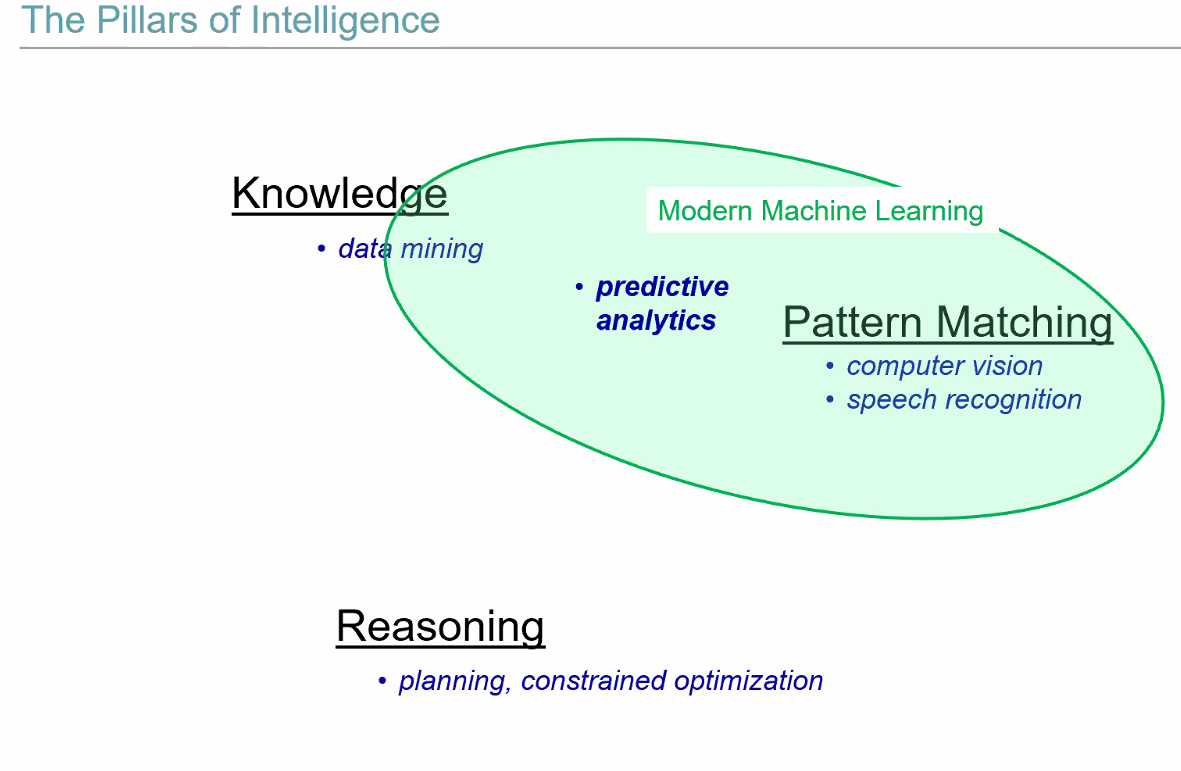 The Pillars of Intelligence
Knowledge
• data mining
Modern Machine Learning
• predictive
analytics
Pattern Matching
• computer vision
• speech recognition
Reasoning
• planning, constrained optimization